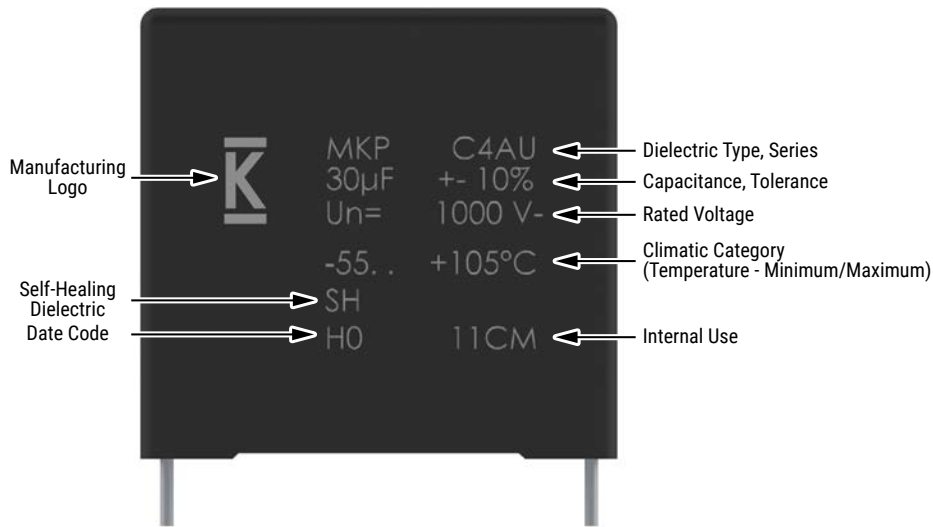 Manufacturing
Logo
K
MKP C4AU
30µF +- 10%
Un= 1000 V-
-55. . +105°C
SH
H0 11CM
Self-Healing
Dielectric
Date Code
Dielectric Type, Series
Capacitance, Tolerance
Rated Voltage
Climatic Category
(Temperature - Minimum/Maximum)
Internal Use